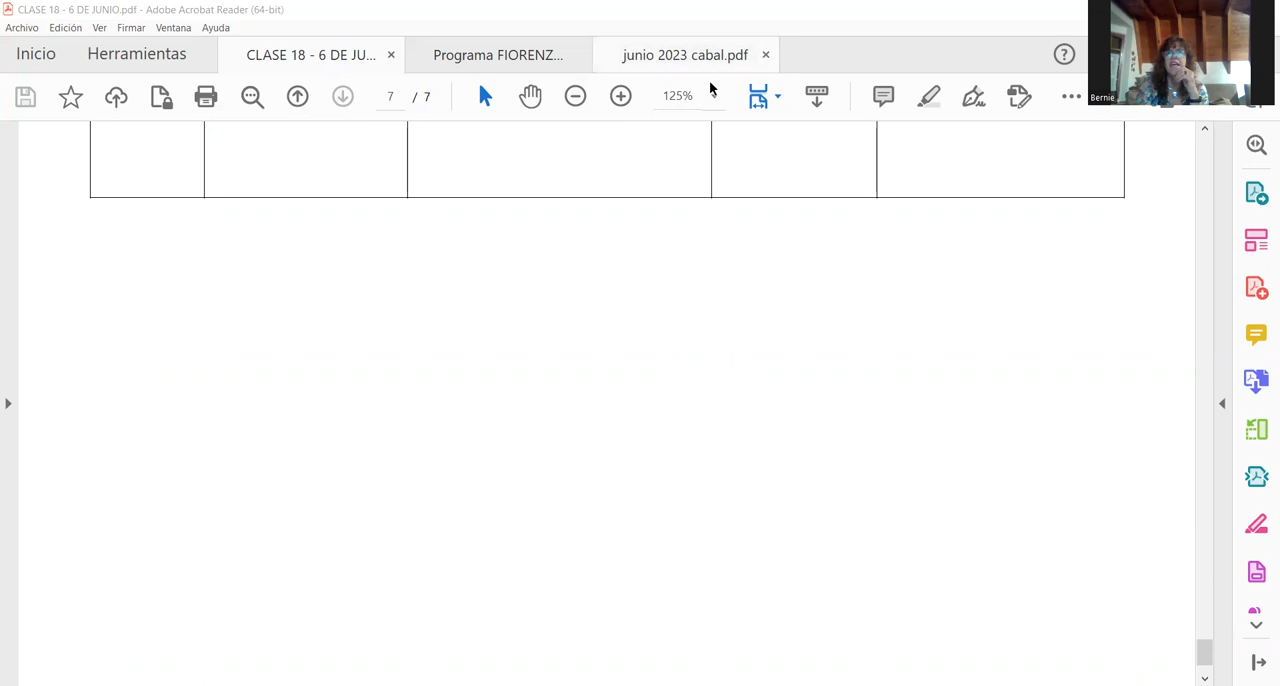 CLASE 18 - 6 DE JUNIO.pdf - Adobe Acrobat Reader (64-bit)
Archivo Edición Ver Firmar Ventana Ayuda
Inicio Herramientas CLASE 18 - 6 DE JU... × Programa FIORENZ... junio 2023 cabal.pdf ×
7 / 7 125%
Bernie